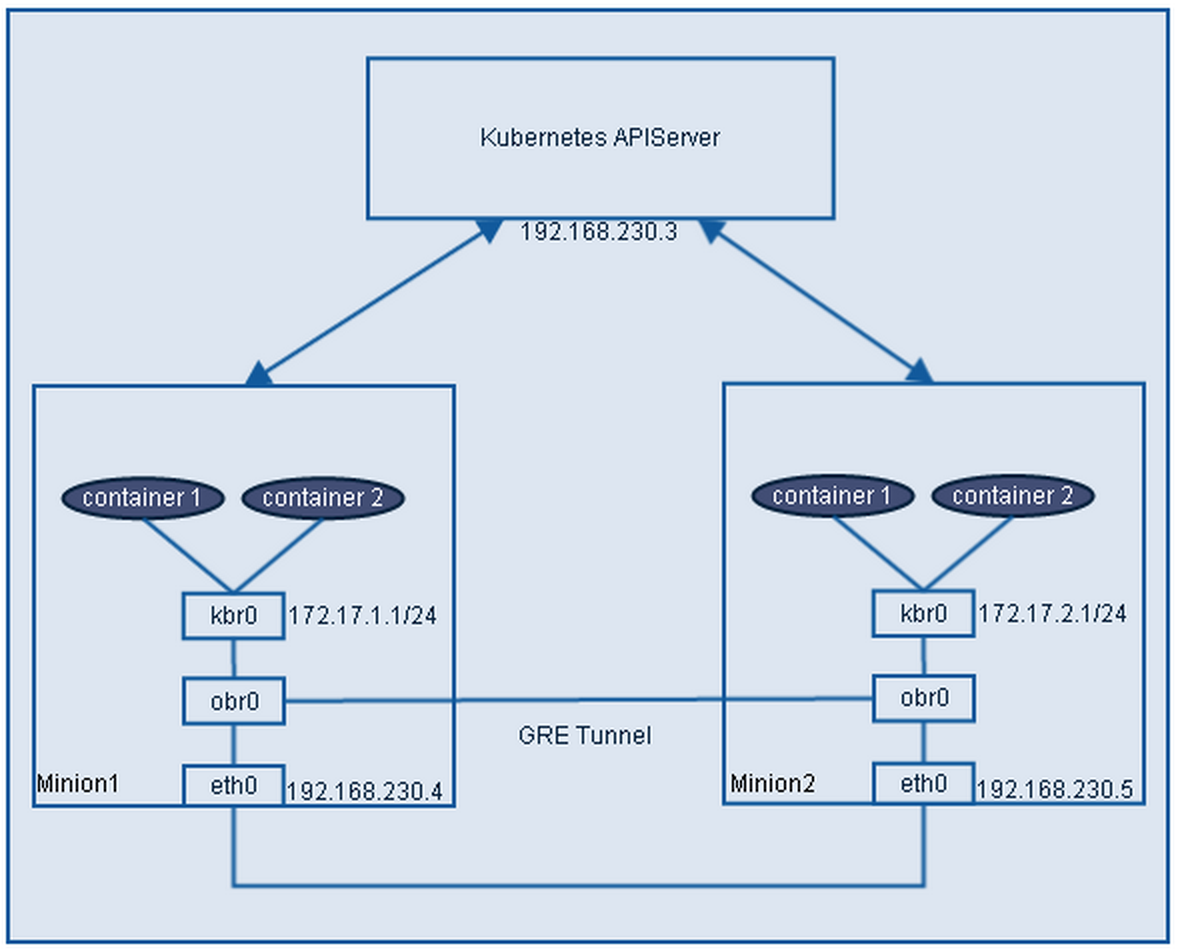 Kubernetes APIServer
192.168.230.3
container 1
container 2
kbr0
172.17.1.1/24
obr0
eth0
192.168.230.4
Minion1
GRE Tunnel
container 1
container 2
kbr0
172.17.2.1/24
obr0
eth0
192.168.230.5
Minion2